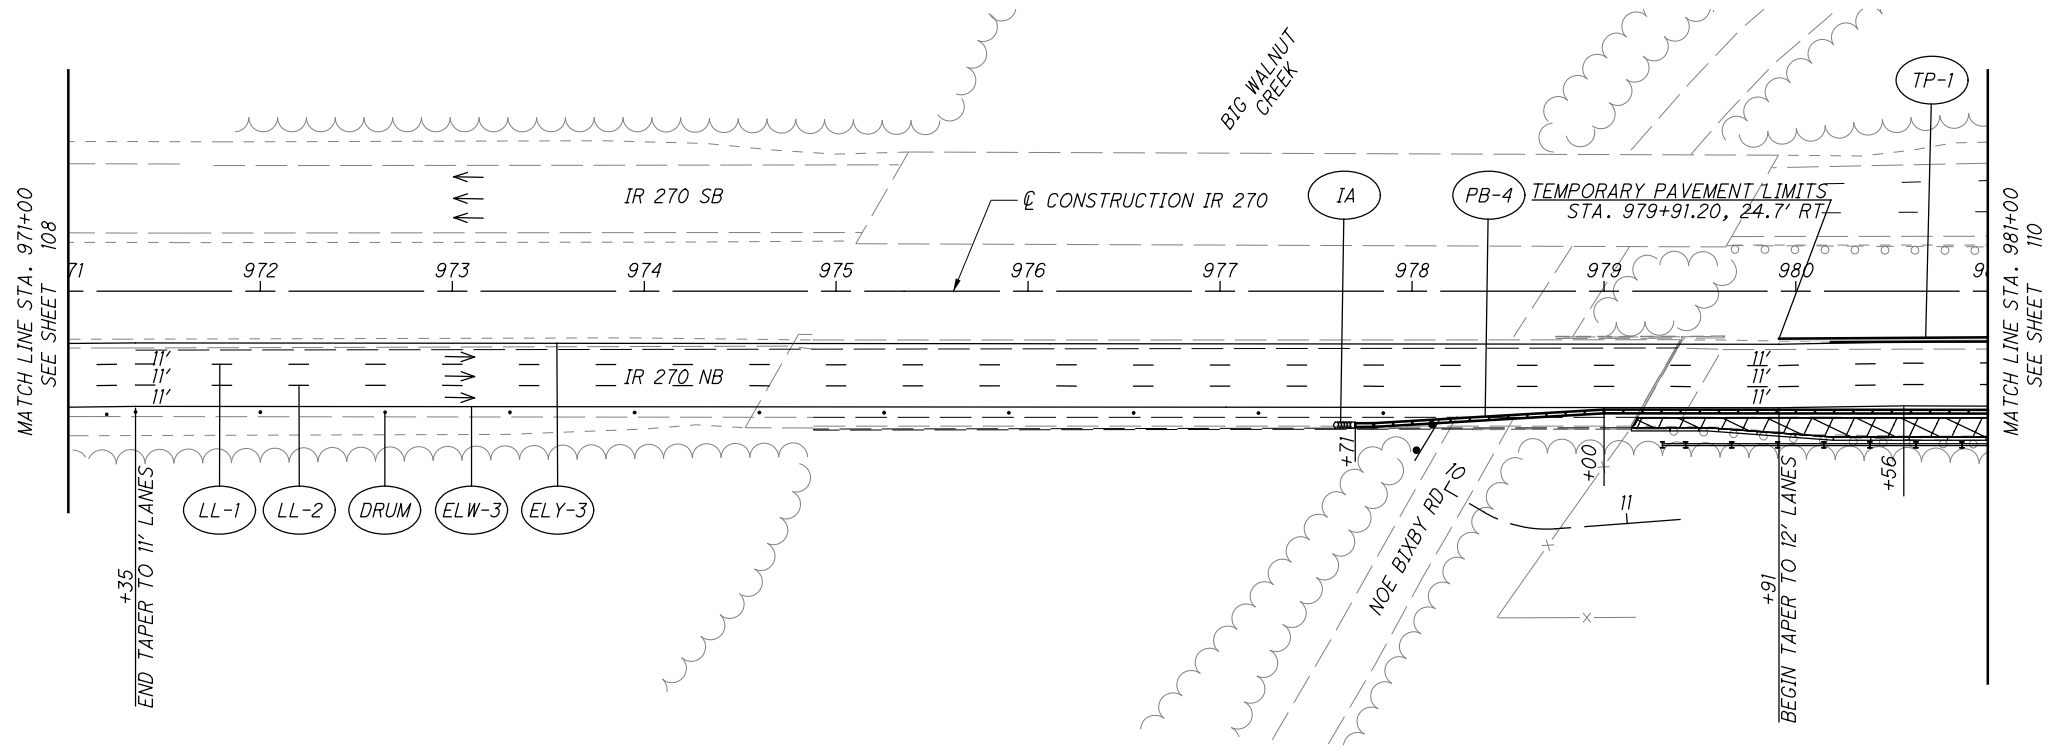 MATCH LINE STA. 971+00
SEE SHEET 108
BIG WALNUT
CREEK
TP-1
IR 270 SB
℄ CONSTRUCTION IR 270
IA
PB-4
TEMPORARY PAVEMENT LIMITS
STA. 979+91.20, 24.7' RT
71
972
973
974
975
976
977
978
979
980
98
11'
11'
11'
IR 270 NB
11'
11'
11'
+71
+00
+56
LL-1
LL-2
DRUM
ELW-3
ELY-3
10
11
NOE BIXBY RD
+35
END TAPER TO 11' LANES
+91
BEGIN TAPER TO 12' LANES
MATCH LINE STA. 981+00
SEE SHEET 110